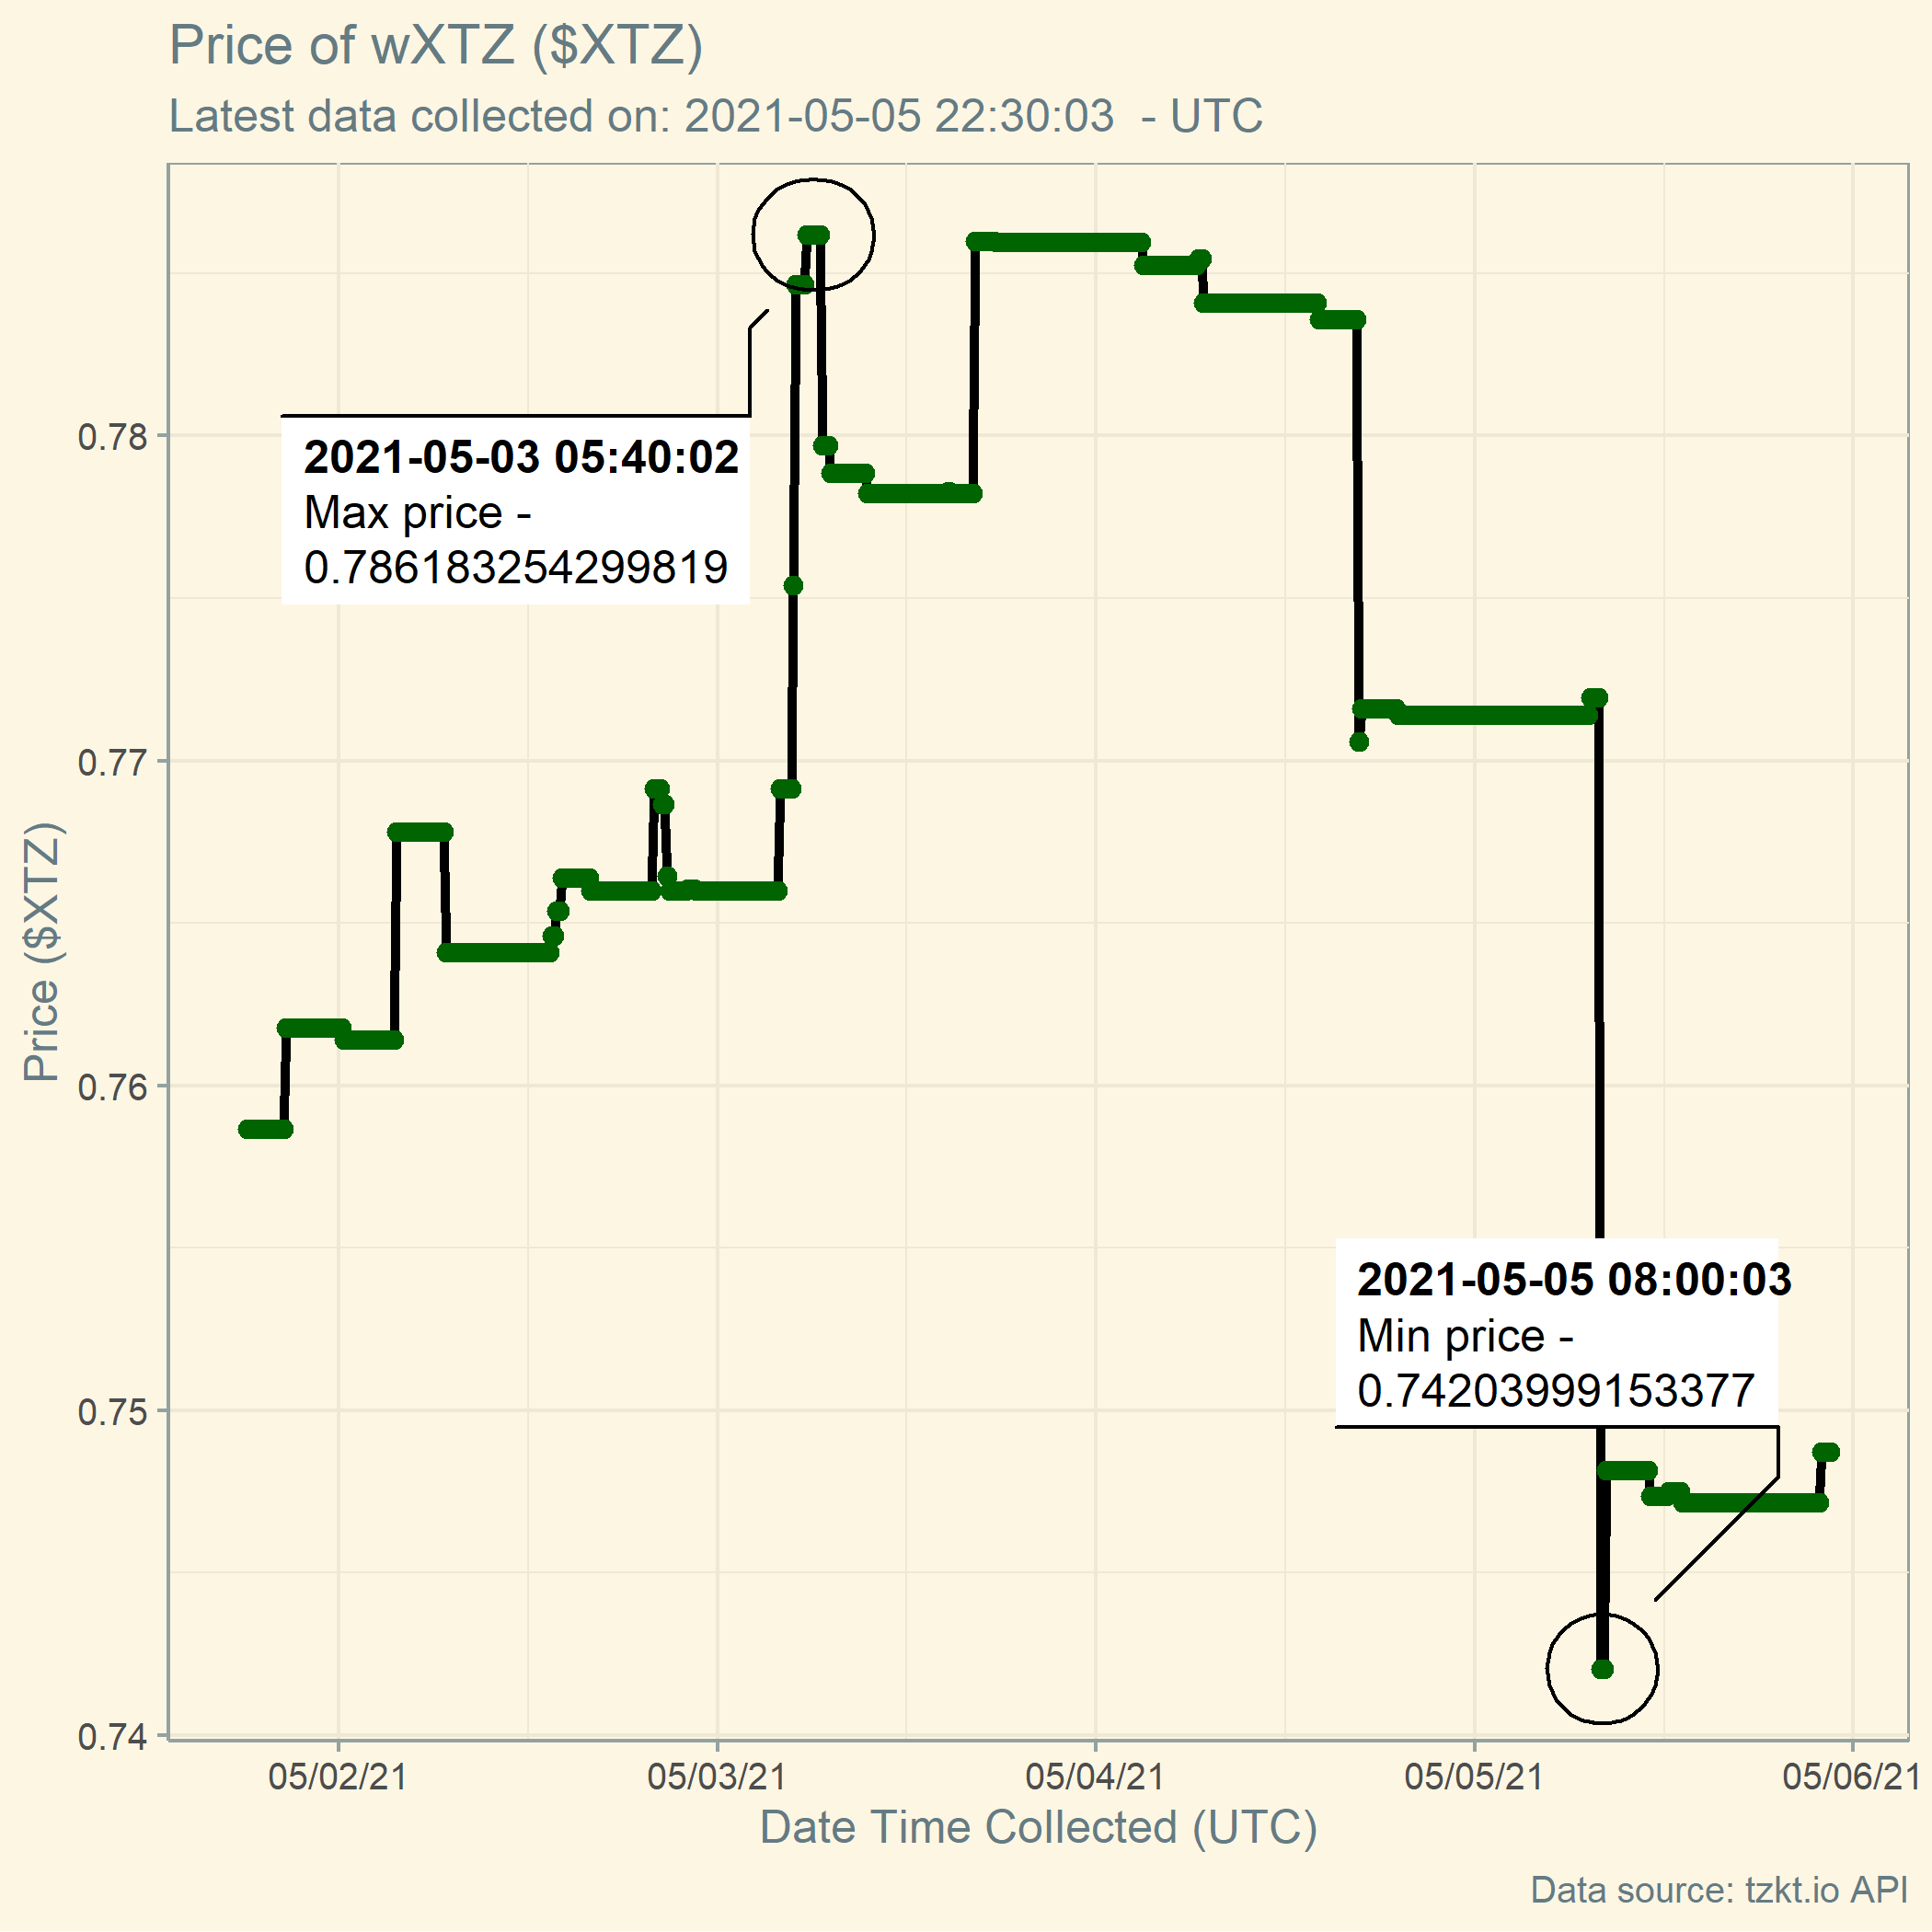 Price of wXTZ ($XTZ)
Latest data collected on: 2021-05-05 22:30:03  - UTC
Price ($XTZ)
0.78
0.77
0.76
0.75
0.74
2021-05-03 05:40:02
Max price -
0.786183254299819
2021-05-05 08:00:03
Min price -
0.74203999153377
05/02/21
05/03/21
05/04/21
05/05/21
05/06/21
Date Time Collected (UTC)
Data source: tzkt.io API